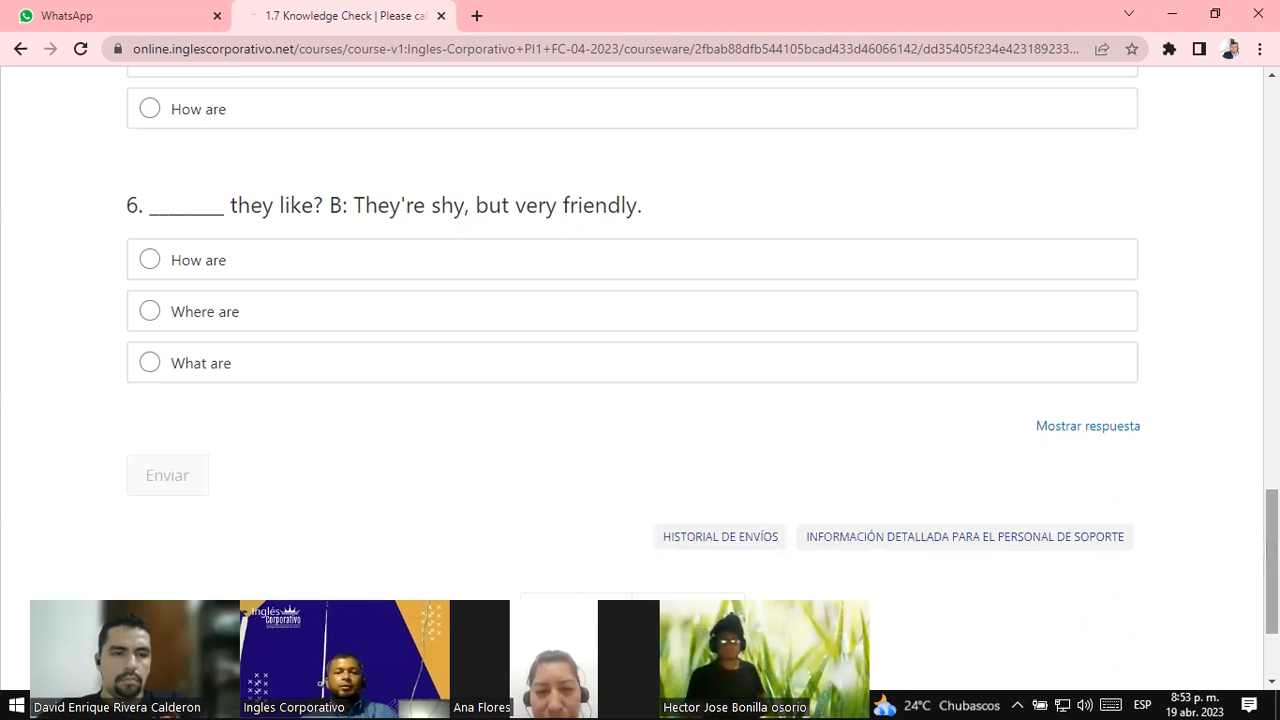 WhatsApp
1.7 Knowledge Check | Please ca
online.inglescorporativo.net/courses/course-v1:Ingles-Corporativo+PI1+FC-04-2023/courseware/2fba88dfb544105bcad433d46066142/dd35405f234e423189233...
How are
6. ________ they like? B: They're shy, but very friendly.
How are
Where are
What are
Mostrar respuesta
Enviar
HISTORIAL DE ENVÍOS
INFORMACIÓN DETALLADA PARA EL PERSONAL DE SOPORTE
Inglés
Corporativo
David Enrique Rivera Calderon
Ingles Corporativo
Ana Flores
Hector Jose Bonilla osorio
24°C Chubascos
ESP
8:53 p. m.
19 abr. 2023